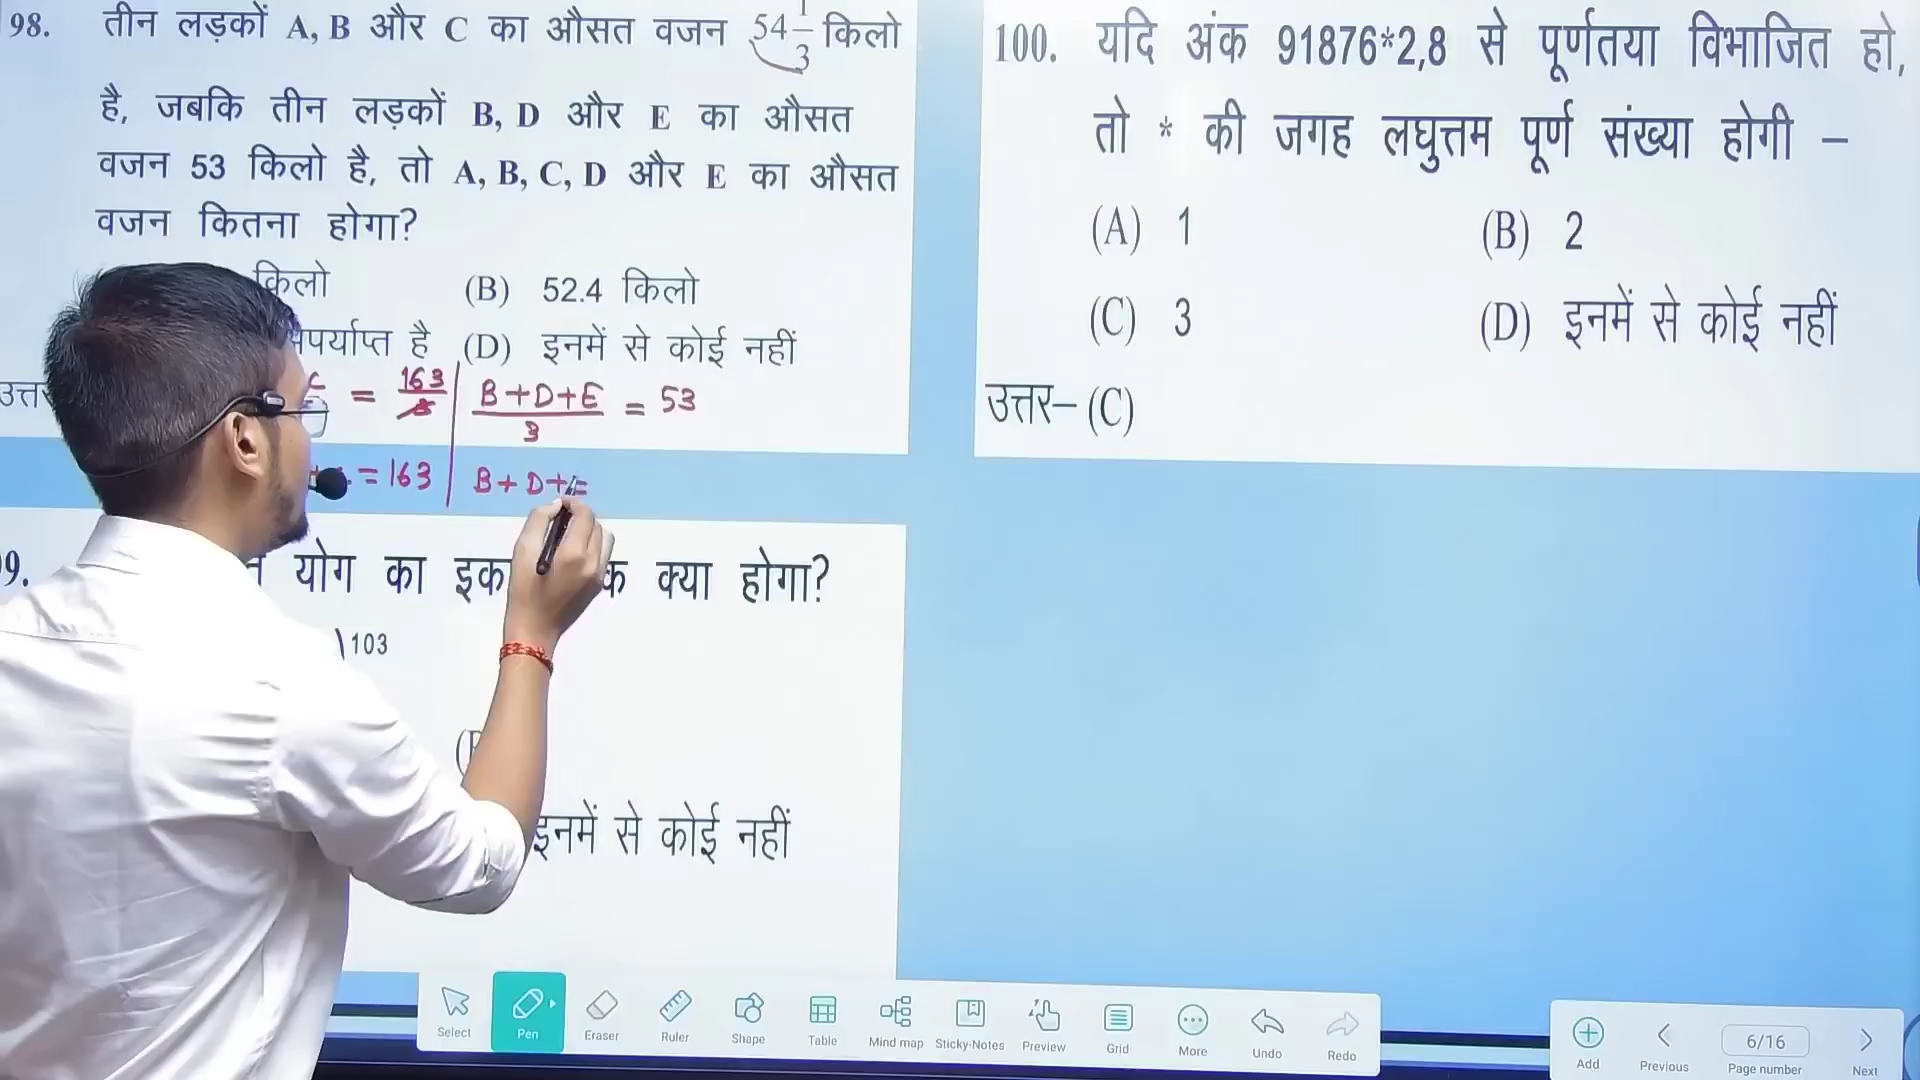 98. तीन लड़कों A, B और C का औसत वजन 54 1/3 किलो
है, जबकि तीन लड़कों B, D और E का औसत
वजन 53 किलो है, तो A, B, C, D और E का औसत
वजन कितना होगा?
किलो (B) 52.4 किलो
है (D) इनमें से कोई नहीं
= 163/3 B+D+E/3 = 53
= 163 B+D+E
9. योग का क्या होगा?
)103
इनमें से कोई नहीं
100. यदि अंक 91876*2,8 से पूर्णतया विभाजित हो,
तो * की जगह लघुत्तम पूर्ण संख्या होगी –
(A) 1 (B) 2
(C) 3 (D) इनमें से कोई नहीं
उत्तर– (C)
Select Pen Eraser Ruler Shape Table Mind map Sticky-Notes Preview Grid More Undo Redo
Add Previous 6/16 Page number Next